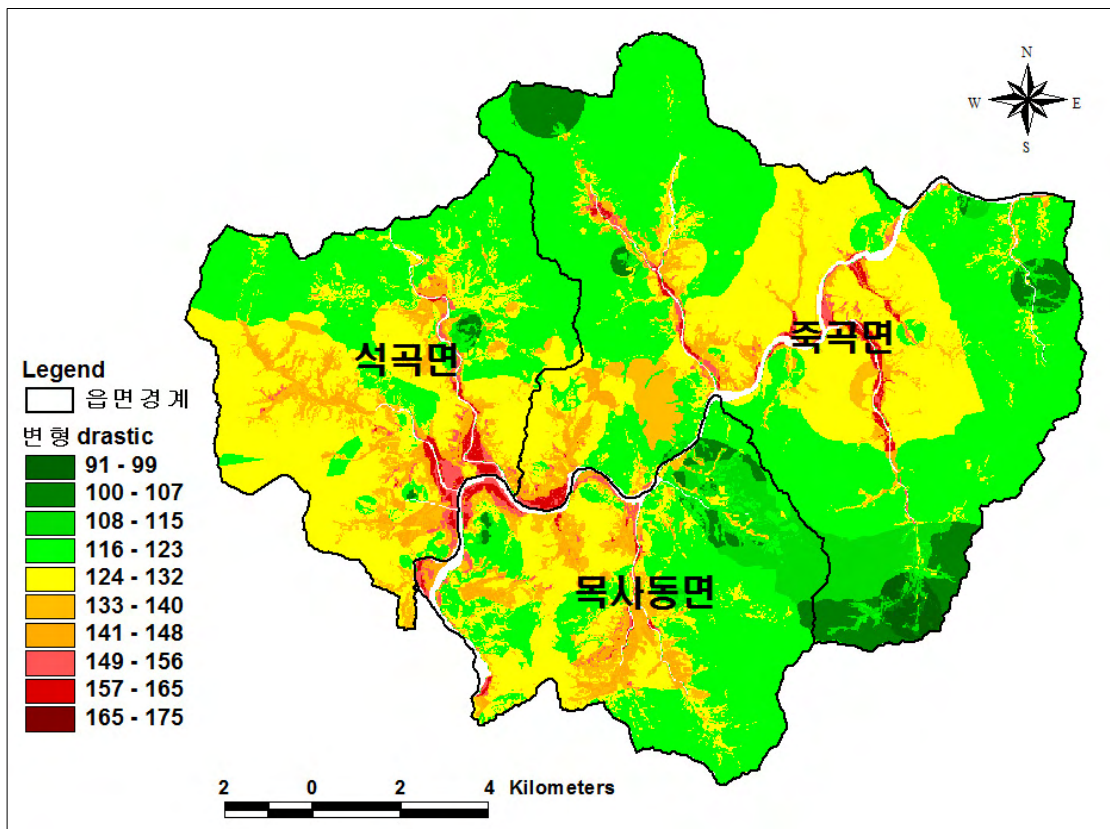 N
W E
S
죽곡면
석곡면
목사동면
Legend
읍면경계
변형 drastic
91 - 99
100 - 107
108 - 115
116 - 123
124 - 132
133 - 140
141 - 148
149 - 156
157 - 165
165 - 175
2 0 2 4 Kilometers